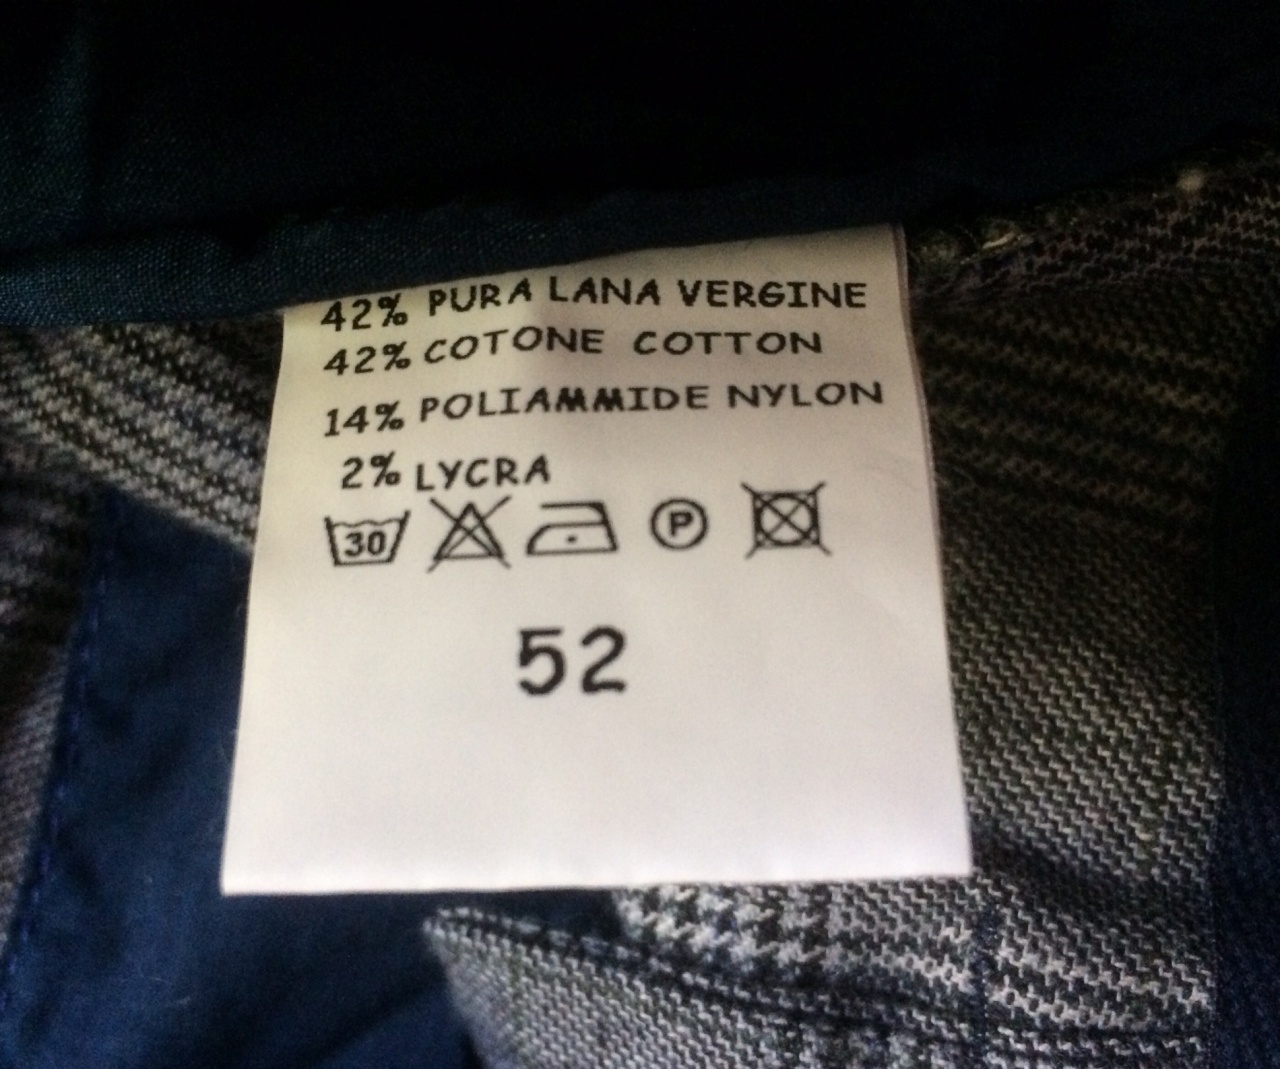 42% PURA LANA VERGINE
42% COTONE COTTON
14% POLIAMMIDE NYLON
2% LYCRA
30 P
52